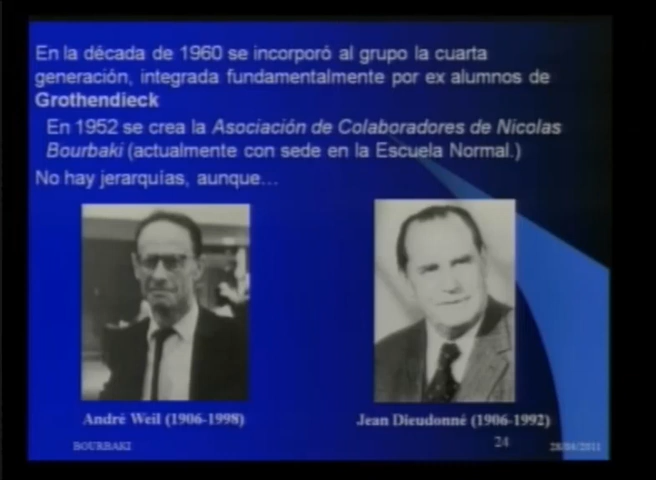 En la década de 1960 se incorporó al grupo la cuarta
generación, integrada fundamentalmente por ex alumnos de
Grothendieck
En 1952 se crea la Asociación de Colaboradores de Nicolas
Bourbaki (actualmente con sede en la Escuela Normal.)
No hay jerarquías, aunque…
André Weil (1906-1998)
Jean Dieudonné (1906-1992)
BOURBAKI
24
28/04/2011